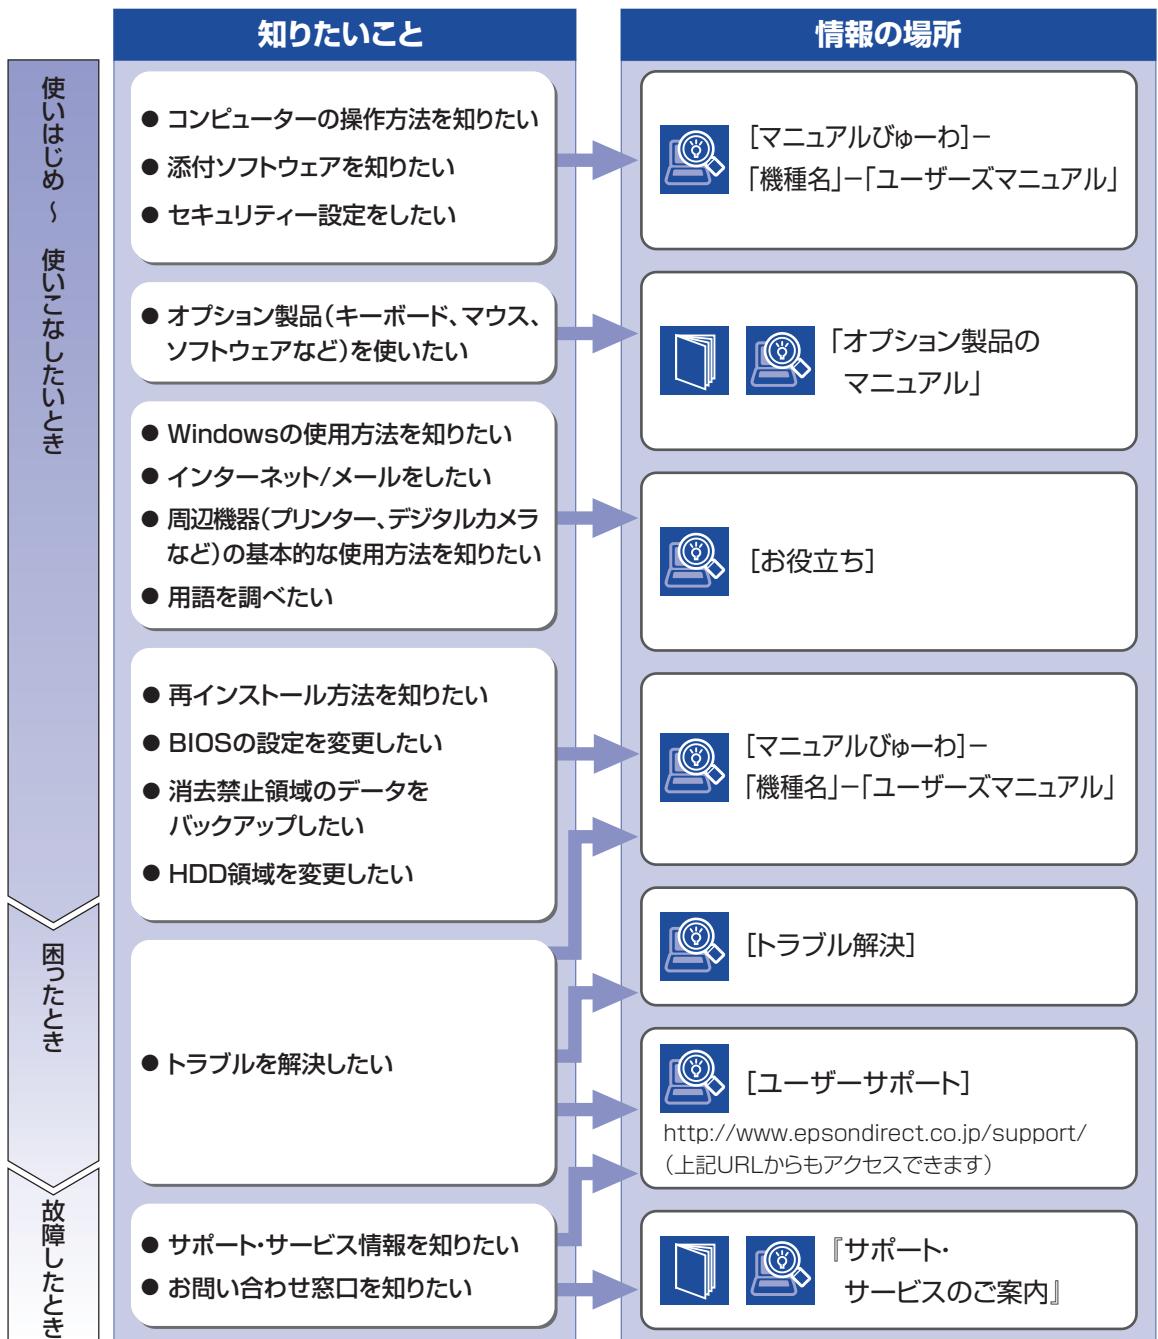 知りたいこと
情報の場所
使いはじめ ～ 使いこなしたいとき
● コンピューターの操作方法を知りたい
● 添付ソフトウェアを知りたい
● セキュリティー設定をしたい
［マニュアルびゅーわ］－
「機種名」－「ユーザーズマニュアル」
● オプション製品（キーボード、マウス、
ソフトウェアなど）を使いたい
「オプション製品の
マニュアル」
● Windowsの使用方法を知りたい
● インターネット/メールをしたい
● 周辺機器（プリンター、デジタルカメラ
など）の基本的な使用方法を知りたい
● 用語を調べたい
［お役立ち］
● 再インストール方法を知りたい
● BIOSの設定を変更したい
● 消去禁止領域のデータを
バックアップしたい
● HDD領域を変更したい
［マニュアルびゅーわ］－
「機種名」－「ユーザーズマニュアル」
困ったとき
● トラブルを解決したい
［トラブル解決］
［ユーザーサポート］
http://www.epsondirect.co.jp/support/
（上記URLからもアクセスできます）
故障したとき
● サポート・サービス情報を知りたい
● お問い合わせ窓口を知りたい
『サポート・
サービスのご案内』